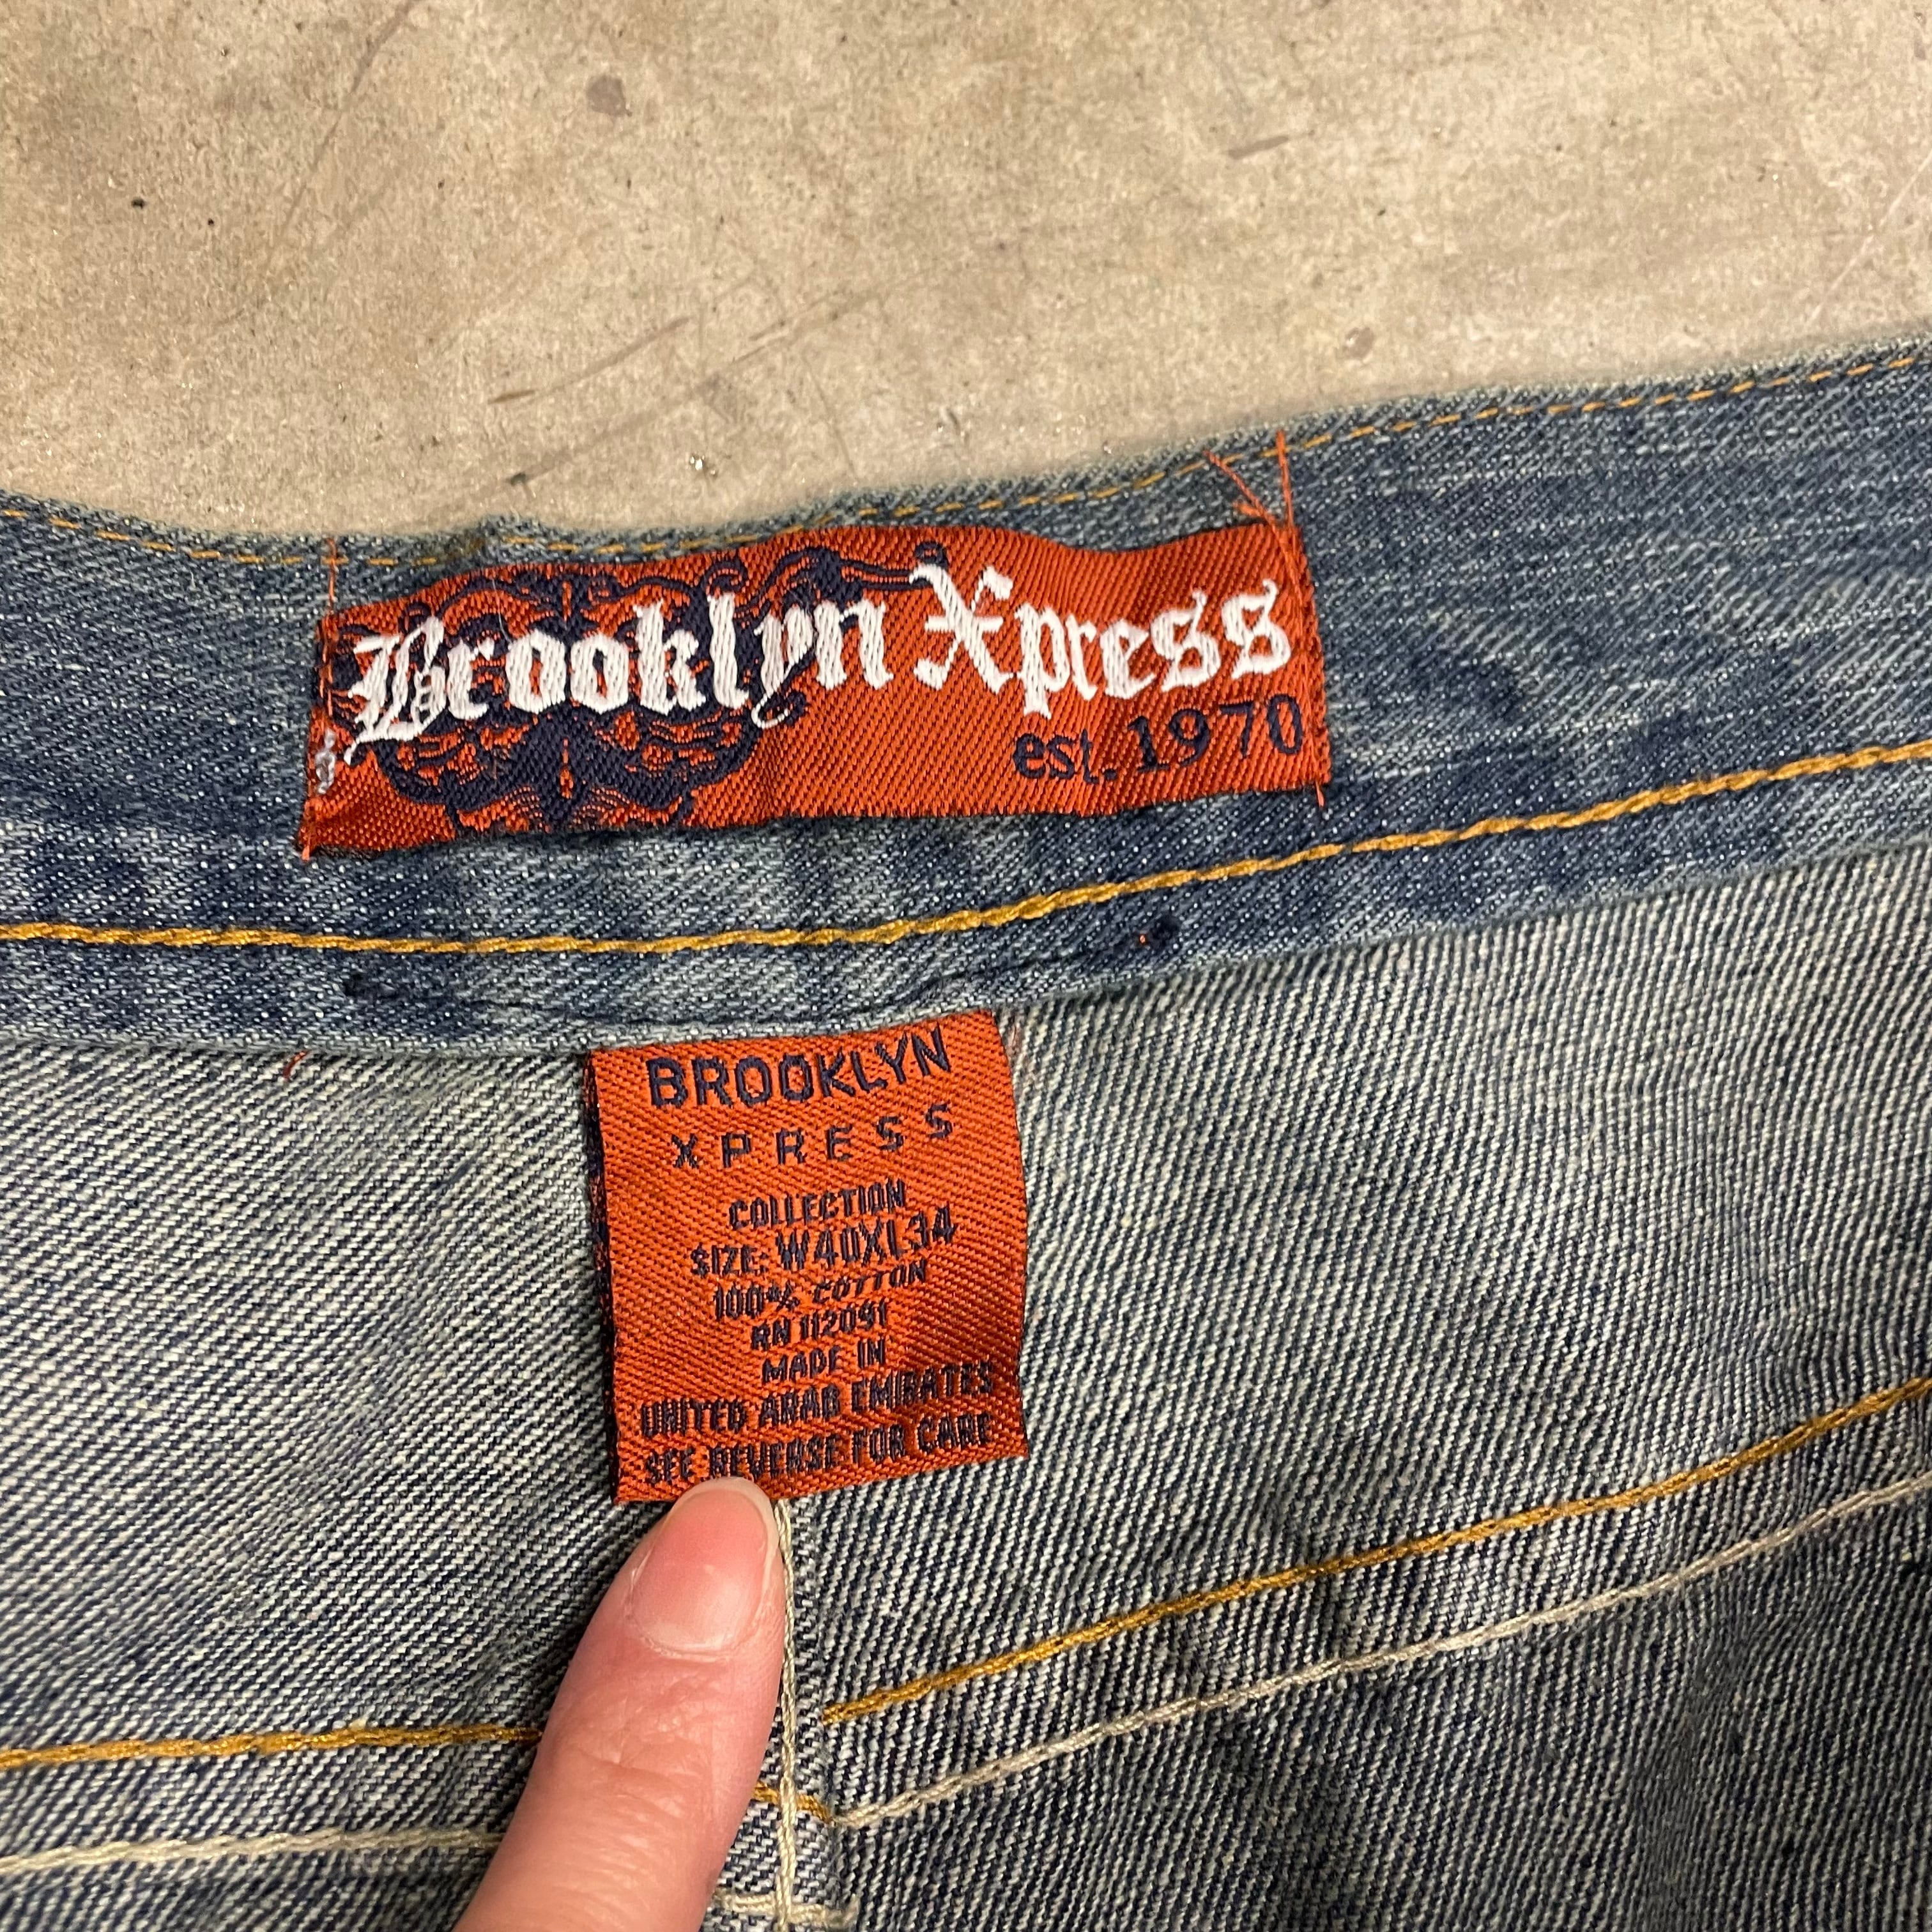 Brooklyn Xpress
est. 1970
BROOKLYN
XPRESS
COLLECTION
SIZE: W40XL34
100% COTTON
RN 112091
MADE IN
UNITED ARAB EMIRATES
SEE REVERSE FOR CARE